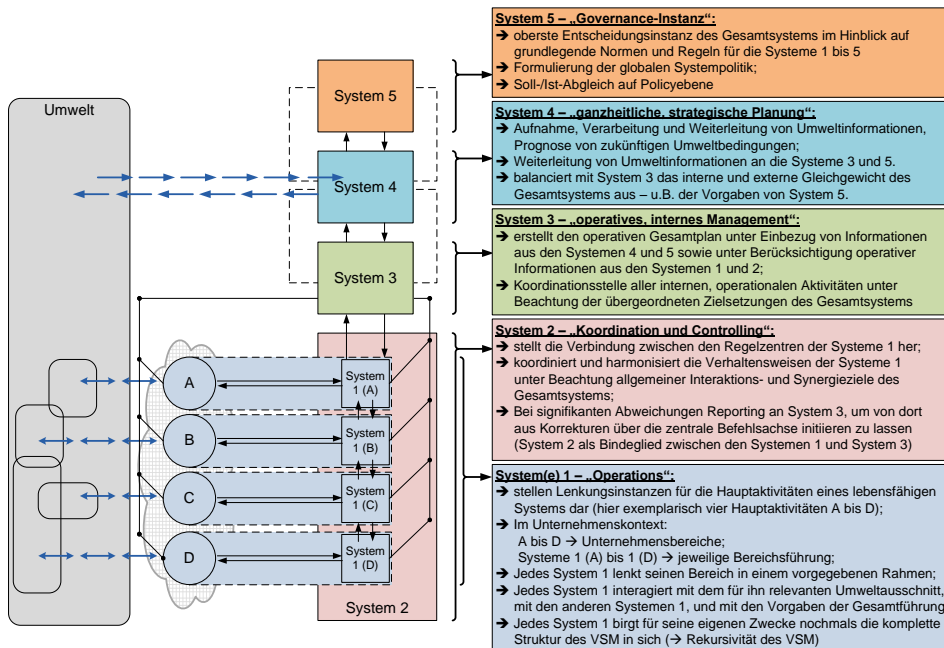 Umwelt
System 5
System 4
System 3
A
B
C
D
System
1 (A)
System
1 (B)
System
1 (C)
System
1 (D)
System 2
System 5 – „Governance-Instanz“:
➔ oberste Entscheidungsinstanz des Gesamtsystems im Hinblick auf
grundlegende Normen und Regeln für die Systeme 1 bis 5
➔ Formulierung der globalen Systempolitik;
➔ Soll-/Ist-Abgleich auf Policyebene
System 4 – „ganzheitliche, strategische Planung“:
➔ Aufnahme, Verarbeitung und Weiterleitung von Umweltinformationen,
Prognose von zukünftigen Umweltbedingungen;
➔ Weiterleitung von Umweltinformationen an die Systeme 3 und 5.
➔ balanciert mit System 3 das interne und externe Gleichgewicht des
Gesamtsystems aus – u.B. der Vorgaben von System 5.
System 3 – „operatives, internes Management“:
➔ erstellt den operativen Gesamtplan unter Einbezug von Informationen
aus den Systemen 4 und 5 sowie unter Berücksichtigung operativer
Informationen aus den Systemen 1 und 2;
➔ Koordinationsstelle aller internen, operationalen Aktivitäten unter
Beachtung der übergeordneten Zielsetzungen des Gesamtsystems
System 2 – „Koordination und Controlling“:
➔ stellt die Verbindung zwischen den Regelzentren der Systeme 1 her;
➔ koordiniert und harmonisiert die Verhaltensweisen der Systeme 1
unter Beachtung allgemeiner Interaktions- und Synergieziele des
Gesamtsystems;
➔ Bei signifikanten Abweichungen Reporting an System 3, um von dort
aus Korrekturen über die zentrale Befehlsachse initiieren zu lassen
(System 2 als Bindeglied zwischen den Systemen 1 und System 3)
System(e) 1 – „Operations“:
➔ stellen Lenkungsinstanzen für die Hauptaktivitäten eines lebensfähigen
Systems dar (hier exemplarisch vier Hauptaktivitäten A bis D);
➔ Im Unternehmenskontext:
A bis D → Unternehmensbereiche;
Systeme 1 (A) bis 1 (D) → jeweilige Bereichsführung;
➔ Jedes System 1 lenkt seinen Bereich in einem vorgegebenen Rahmen;
➔ Jedes System 1 interagiert mit dem für ihn relevanten Umweltausschnitt,
mit den anderen Systemen 1, und mit den Vorgaben der Gesamtführung
➔ Jedes System 1 birgt für seine eigenen Zwecke nochmals die komplette
Struktur des VSM in sich (→ Rekursivität des VSM)